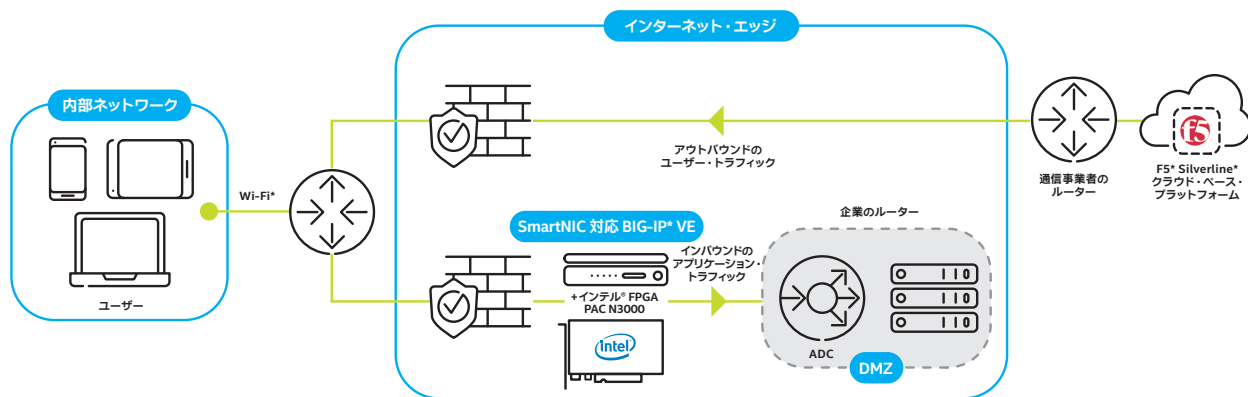 インターネット・エッジ
内部ネットワーク
ユーザー
Wi-Fi*
アウトバウンドの
ユーザー・トラフィック
通信事業者の
ルーター
f5
F5* Silverline*
クラウド・ベース・
プラットフォーム
SmartNIC 対応 BIG-IP* VE
+インテル® FPGA
PAC N3000
intel
インバウンドの
アプリケーション・
トラフィック
企業のルーター
ADC
DMZ